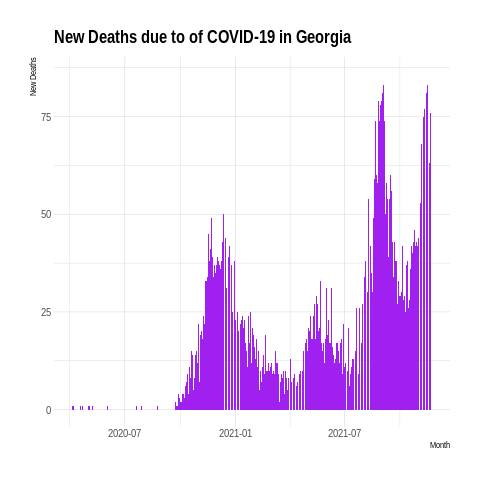 New Deaths due to of COVID-19 in Georgia
New Deaths
75
50
25
0
2020-07
2021-01
2021-07
Month